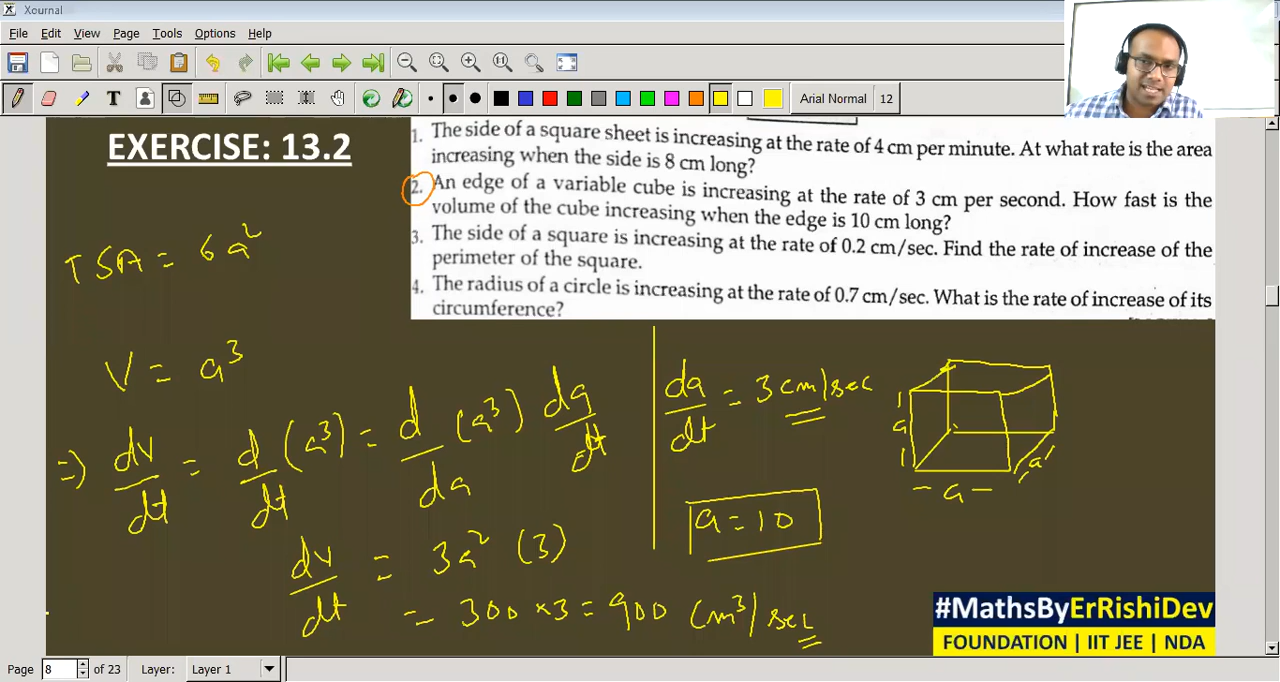 Xournal
File Edit View Page Tools Options Help
Arial Normal 12
EXERCISE: 13.2
1. The side of a square sheet is increasing at the rate of 4 cm per minute. At what rate is the area
increasing when the side is 8 cm long?
2. An edge of a variable cube is increasing at the rate of 3 cm per second. How fast is the
volume of the cube increasing when the edge is 10 cm long?
3. The side of a square is increasing at the rate of 0.2 cm/sec. Find the rate of increase of the
perimeter of the square.
4. The radius of a circle is increasing at the rate of 0.7 cm/sec. What is the rate of increase of its
circumference?
TSA = 6a²
V = a³
=) dv/dt = d/dt (a³) = d/da (a³) da/dt
dv/dt = 3a² (3)
= 300 × 3 = 900 cm³/sec
da/dt = 3 cm/sec
a = 10
a
a
a
#MathsByErRishiDev
FOUNDATION | IIT JEE | NDA
Page 8 of 23 Layer: Layer 1